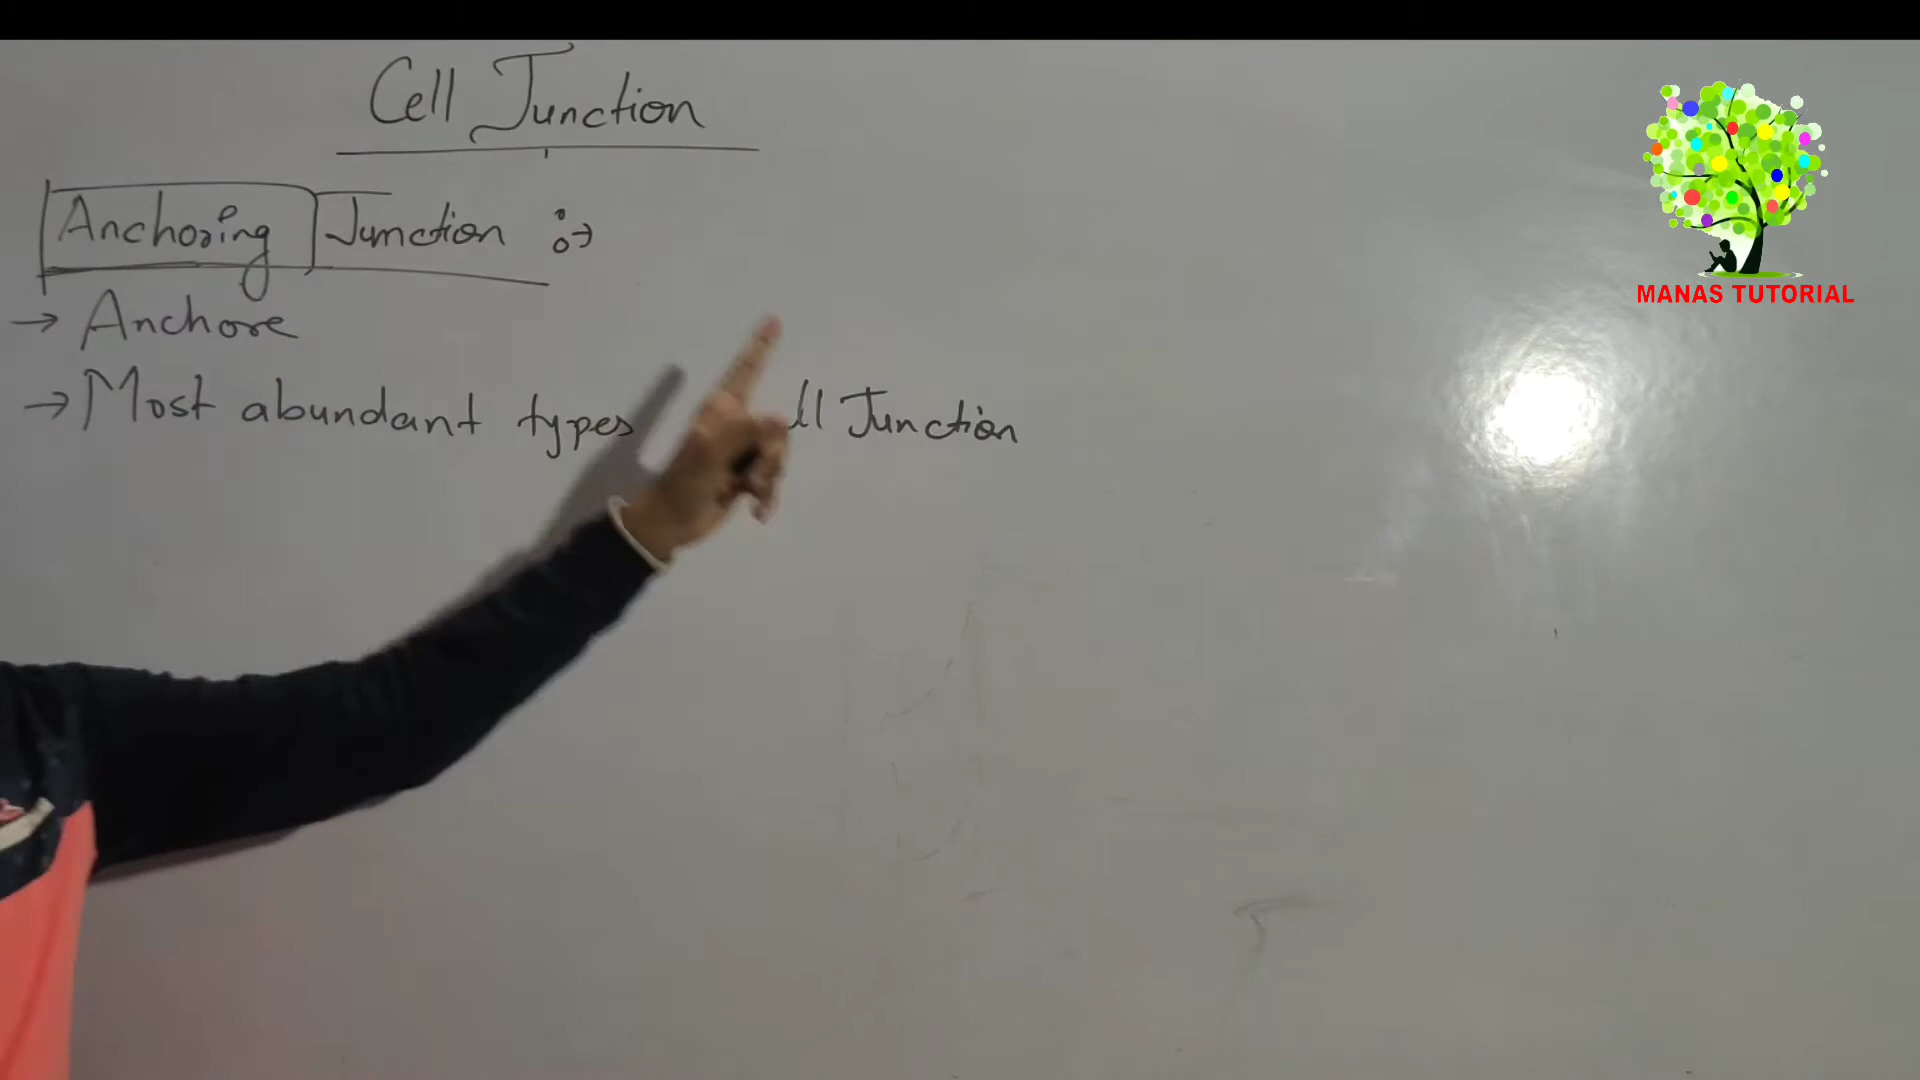 Cell Junction
Anchoring Junction :→
→ Anchore
→ Most abundant types ll Junction
MANAS TUTORIAL